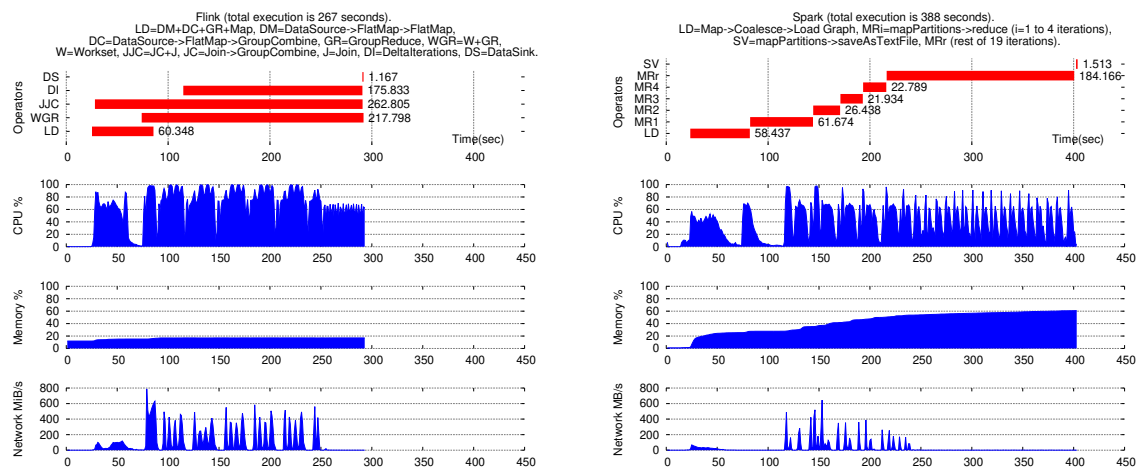 Flink (total execution is 267 seconds).
LD=DM+DC+GR+Map, DM=DataSource->FlatMap->FlatMap,
DC=DataSource->FlatMap->GroupCombine, GR=GroupReduce, WGR=W+GR,
W=Workset, JJC=JC+J, JC=Join->GroupCombine, J=Join, DI=DeltaIterations, DS=DataSink.
Operators
DS 1.167
DI 175.833
JJC 262.805
WGR 217.798
LD 60.348
Time(sec)
0 100 200 300 400
CPU %
100
80
60
40
20
0
0 50 100 150 200 250 300 350 400 450
Memory %
100
80
60
40
20
0
0 50 100 150 200 250 300 350 400 450
Network MiB/s
800
600
400
200
0
0 50 100 150 200 250 300 350 400 450
Spark (total execution is 388 seconds).
LD=Map->Coalesce->Load Graph, MRi=mapPartitions->reduce (i=1 to 4 iterations),
SV=mapPartitions->saveAsTextFile, MRr (rest of 19 iterations).
Operators
SV 1.513
MRr 184.166
MR4 22.789
MR3 21.934
MR2 26.438
MR1 61.674
LD 58.437
Time(sec)
0 100 200 300 400
CPU %
100
80
60
40
20
0
0 50 100 150 200 250 300 350 400 450
Memory %
100
80
60
40
20
0
0 50 100 150 200 250 300 350 400 450
Network MB/s
800
600
400
200
0
0 50 100 150 200 250 300 350 400 450